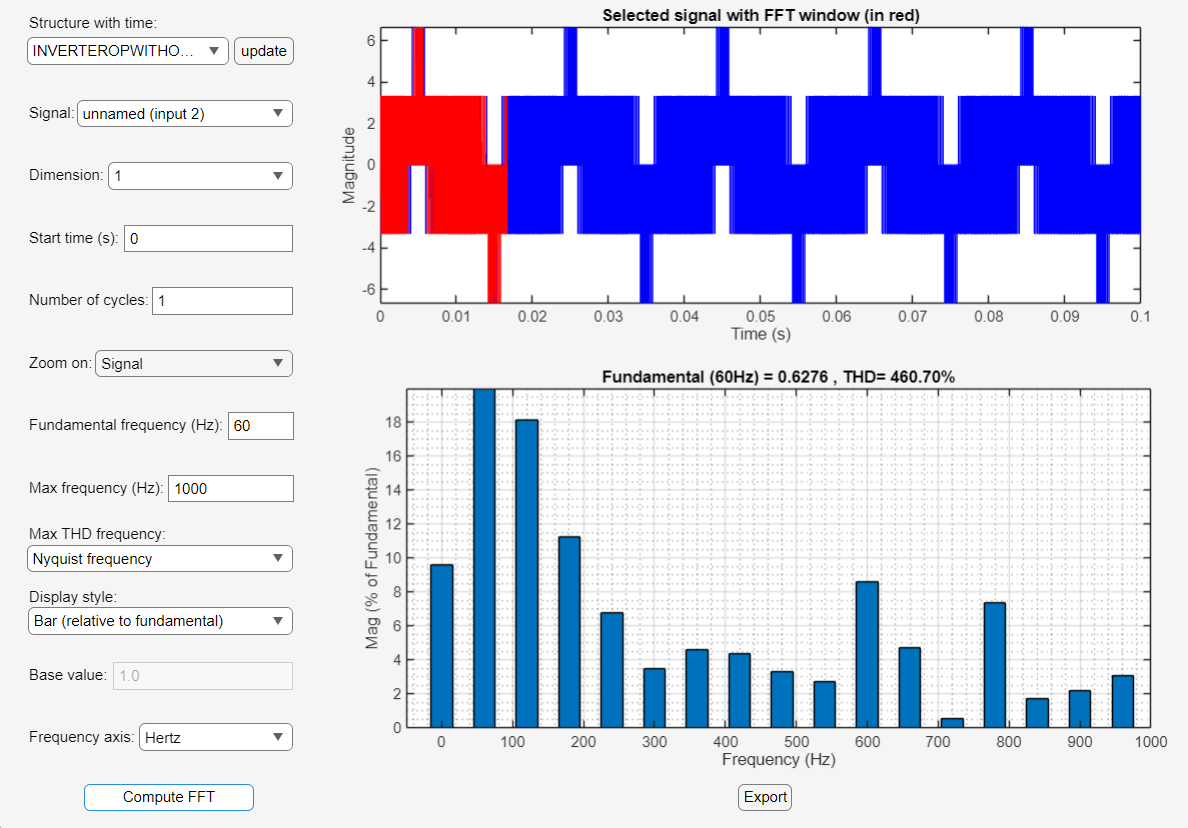 Structure with time:
INVERTEROPWITHO...
update
Signal: unnamed (input 2)
Dimension: 1
Start time (s): 0
Number of cycles: 1
Zoom on: Signal
Fundamental frequency (Hz): 60
Max frequency (Hz): 1000
Max THD frequency:
Nyquist frequency
Display style:
Bar (relative to fundamental)
Base value: 1.0
Frequency axis: Hertz
Compute FFT
Selected signal with FFT window (in red)
Magnitude
6
4
2
0
-2
-4
-6
0 0.01 0.02 0.03 0.04 0.05 0.06 0.07 0.08 0.09 0.1
Time (s)
Fundamental (60Hz) = 0.6276 , THD= 460.70%
Mag (% of Fundamental)
18
16
14
12
10
8
6
4
2
0
0 100 200 300 400 500 600 700 800 900 1000
Frequency (Hz)
Export